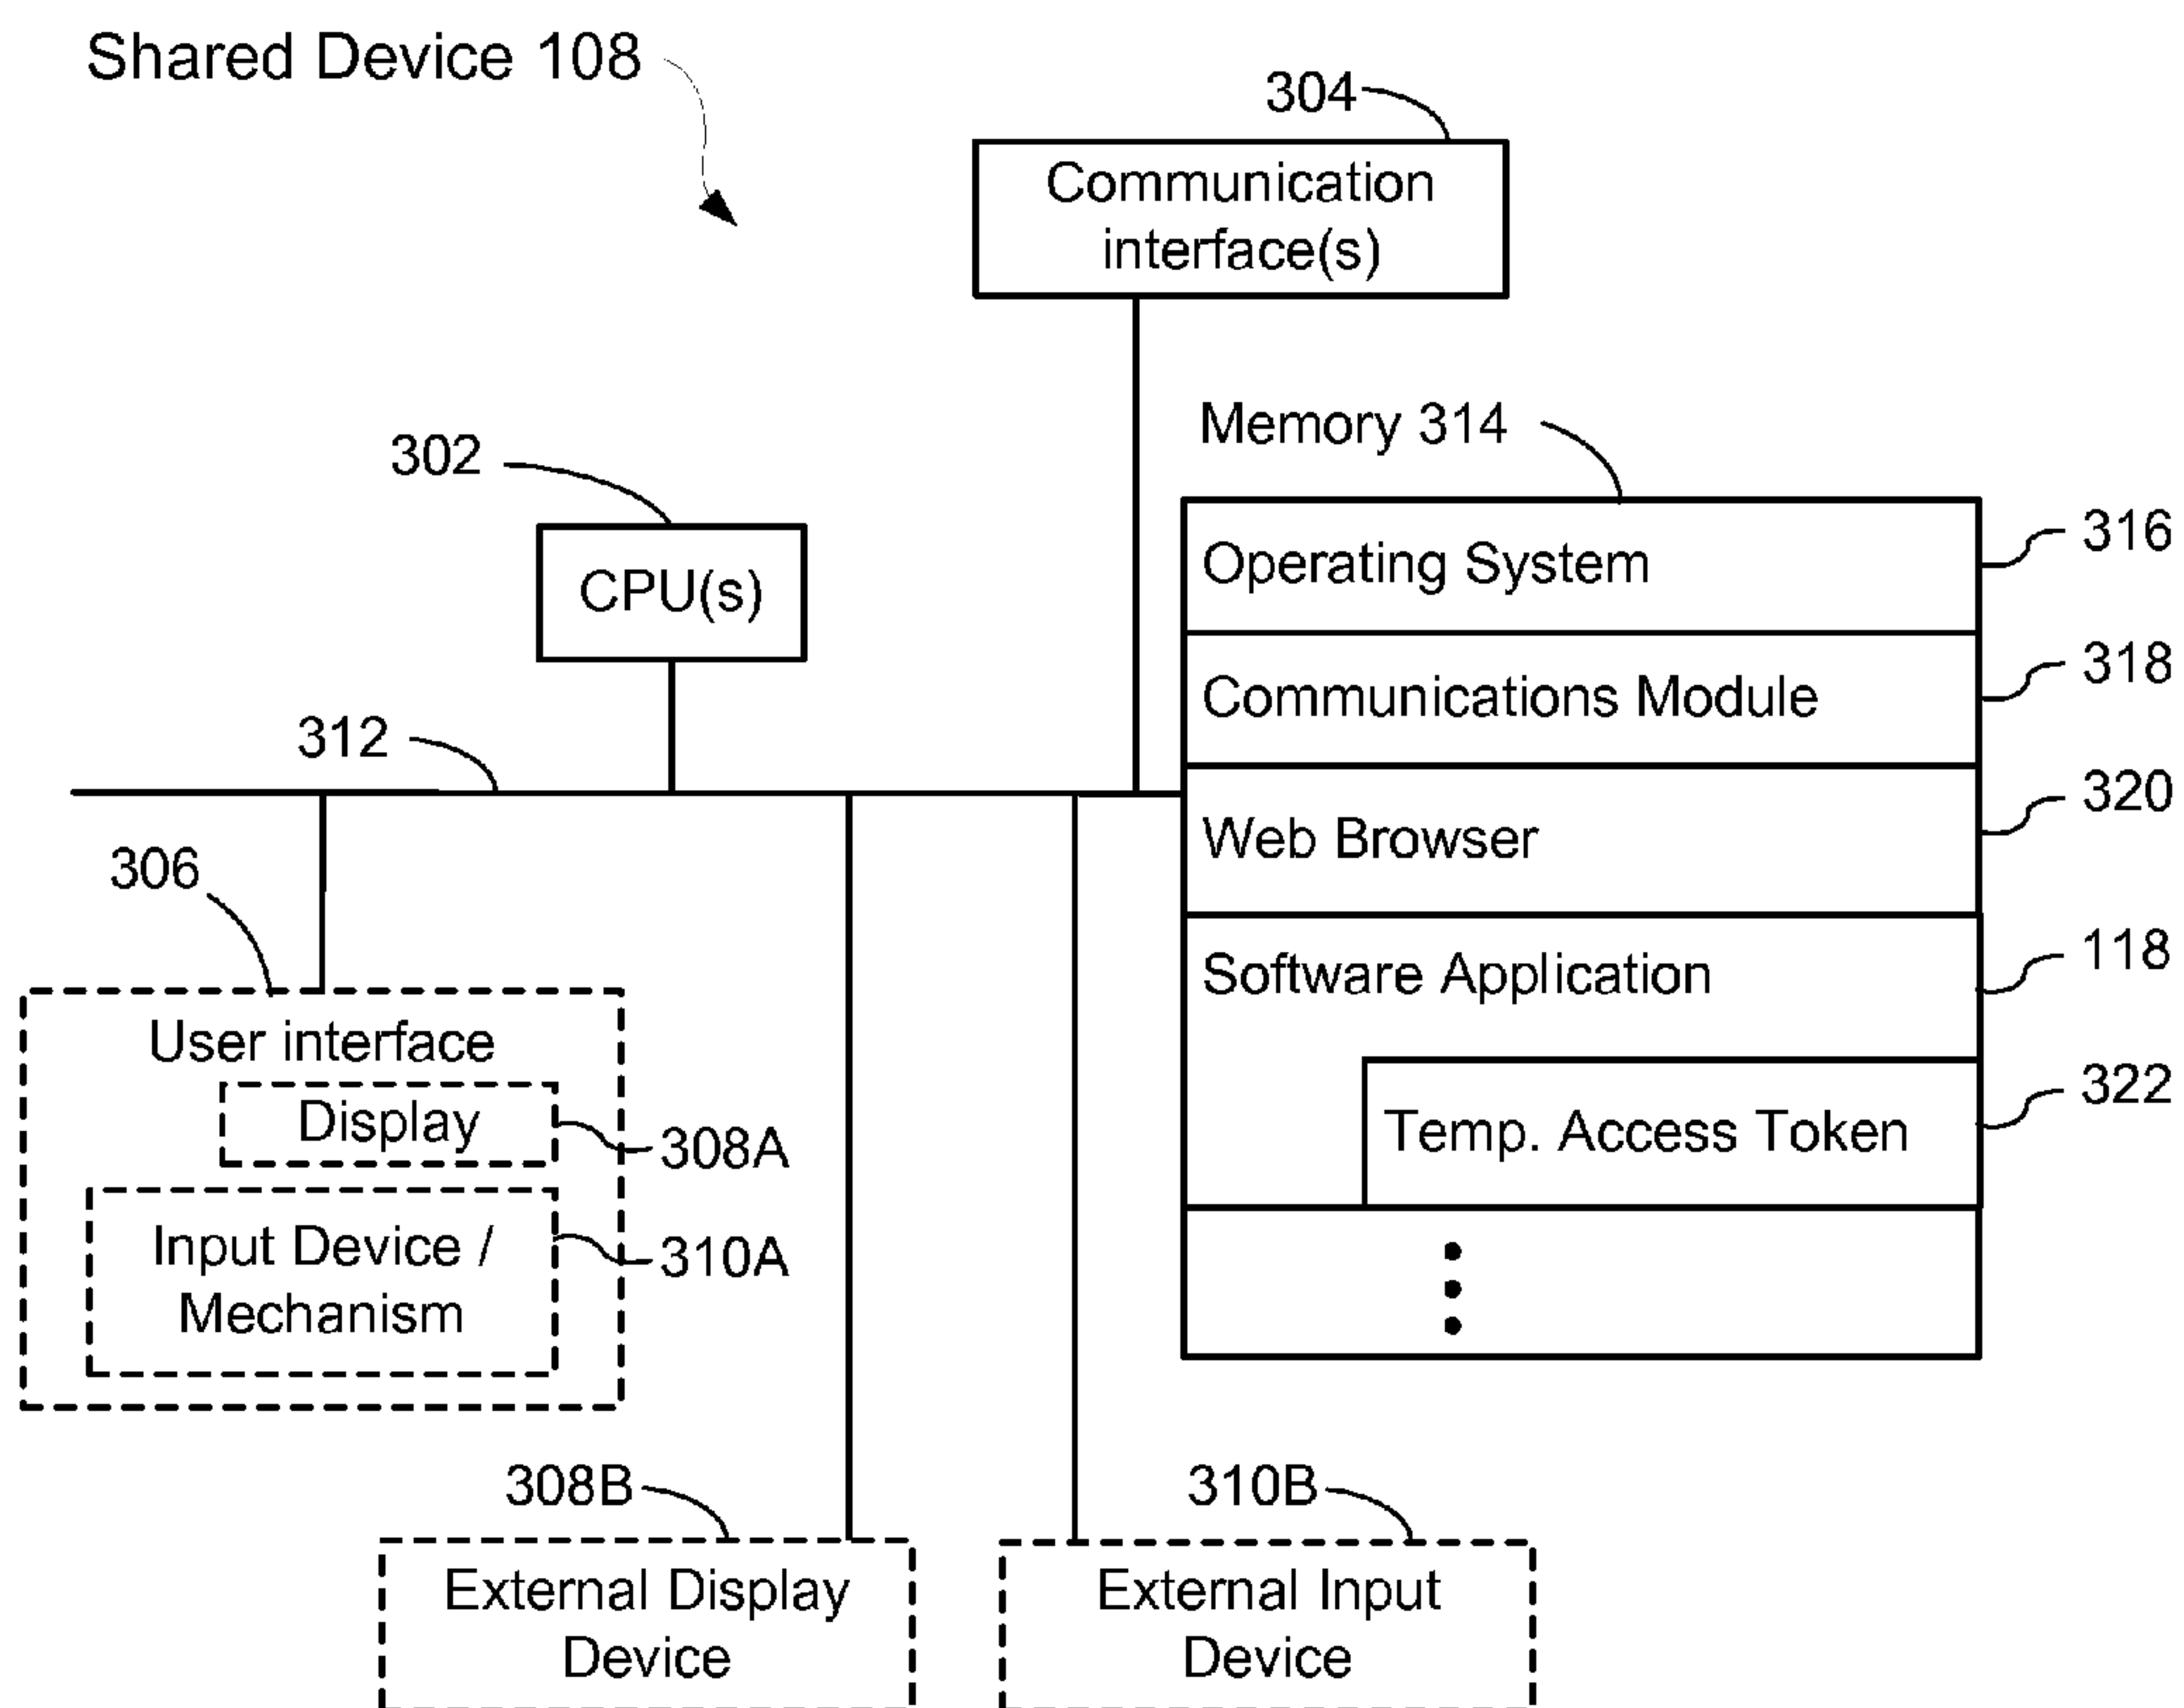 Shared Device 108
304
Communication
interface(s)
Memory 314
302
CPU(s)
Operating System
316
Communications Module
318
312
Web Browser
320
306
Software Application
118
User interface
Display
308A
Temp. Access Token
322
Input Device /
Mechanism
310A
308B
External Display
Device
310B
External Input
Device